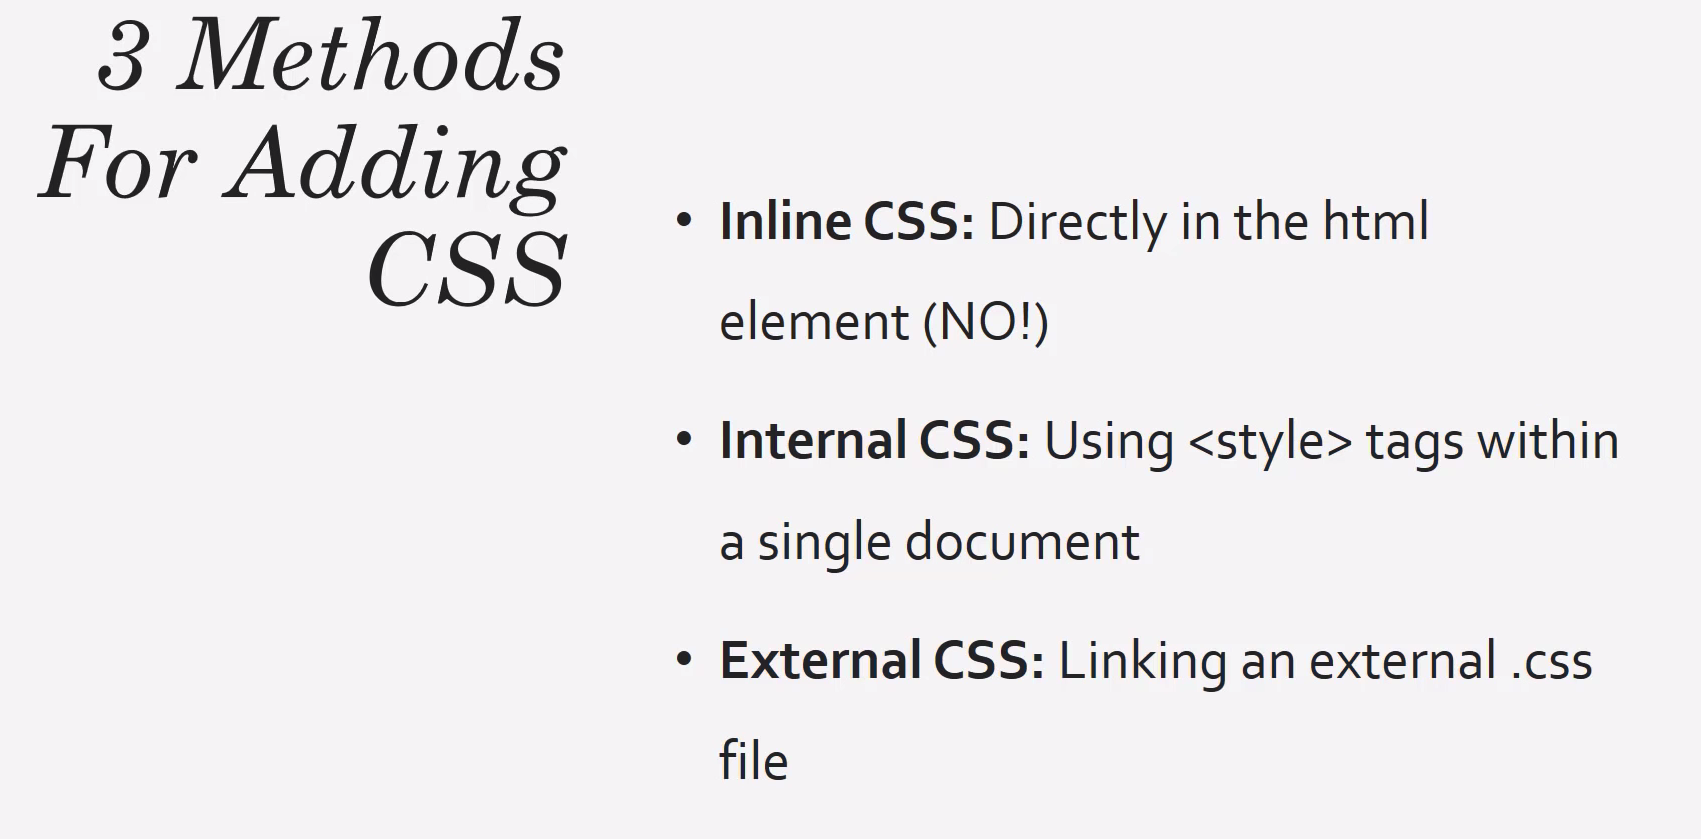 3 Methods
For Adding
CSS
• Inline CSS: Directly in the html
element (NO!)
• Internal CSS: Using <style> tags within
a single document
• External CSS: Linking an external .css
file